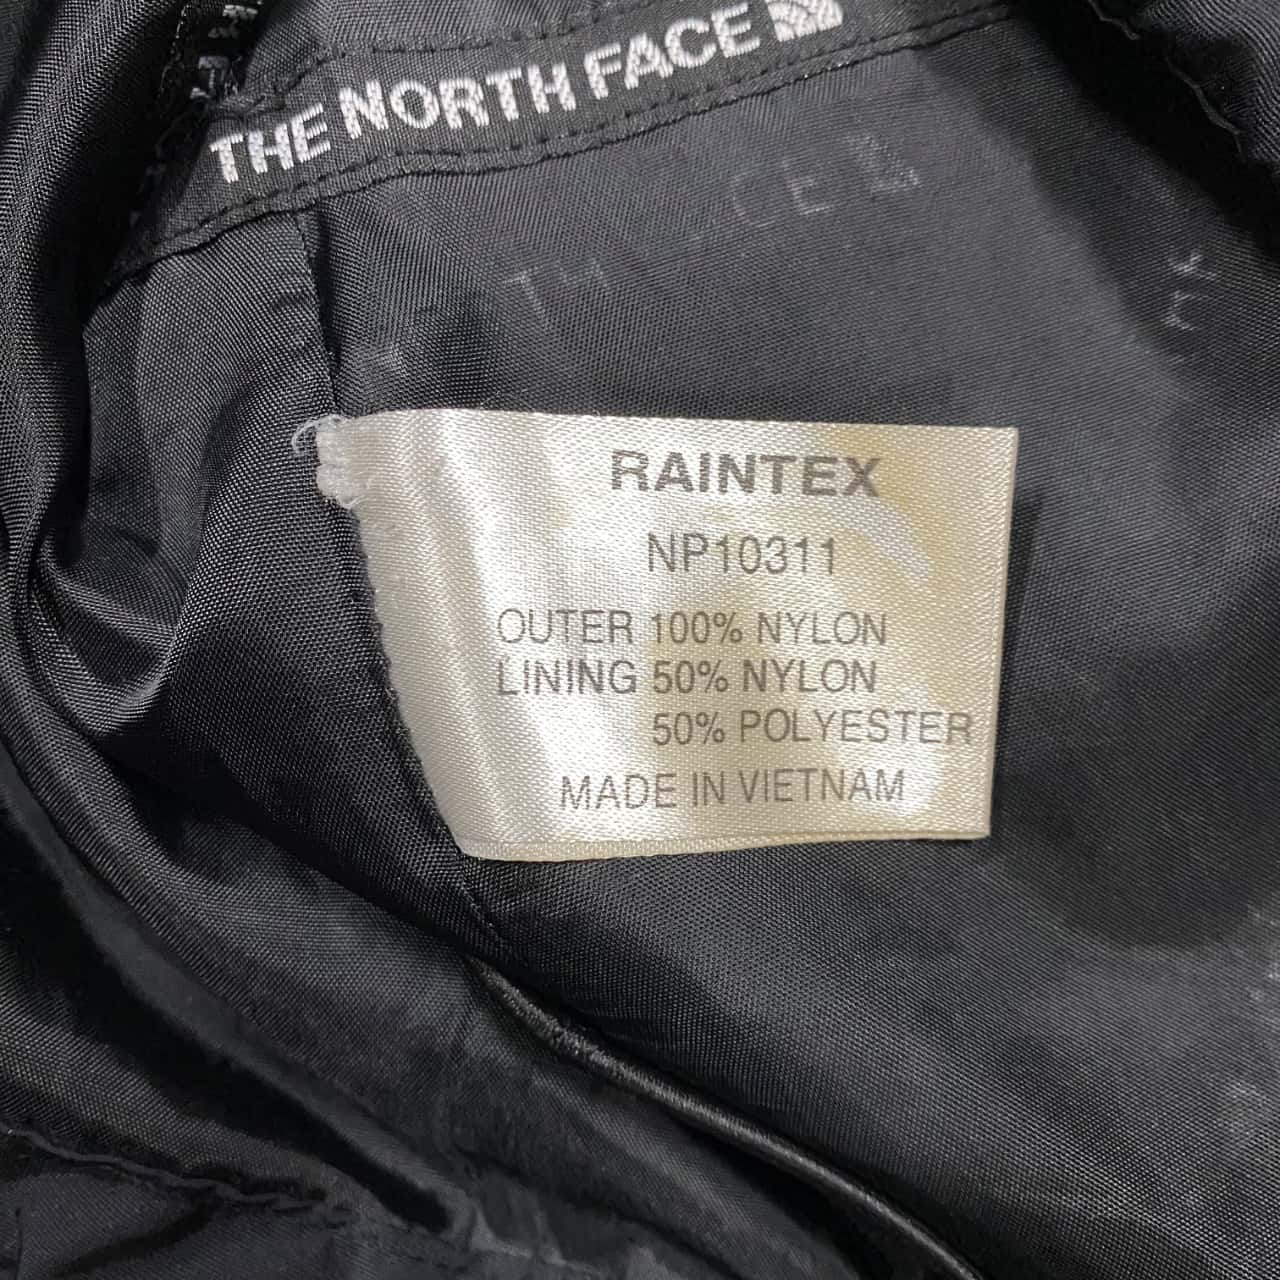 THE NORTH FACE
RAINTEX
NP10311
OUTER 100% NYLON
LINING 50% NYLON
50% POLYESTER
MADE IN VIETNAM